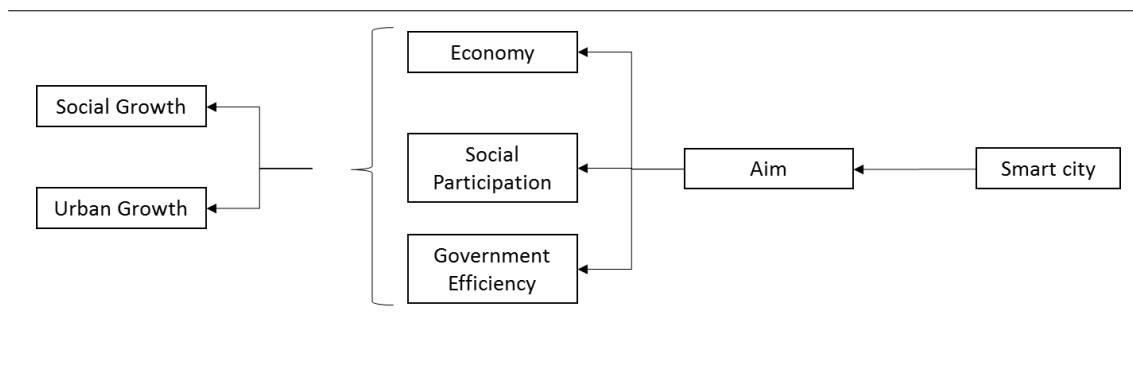 Economy
Social Growth
Social
Participation
Aim
Smart city
Urban Growth
Government
Efficiency